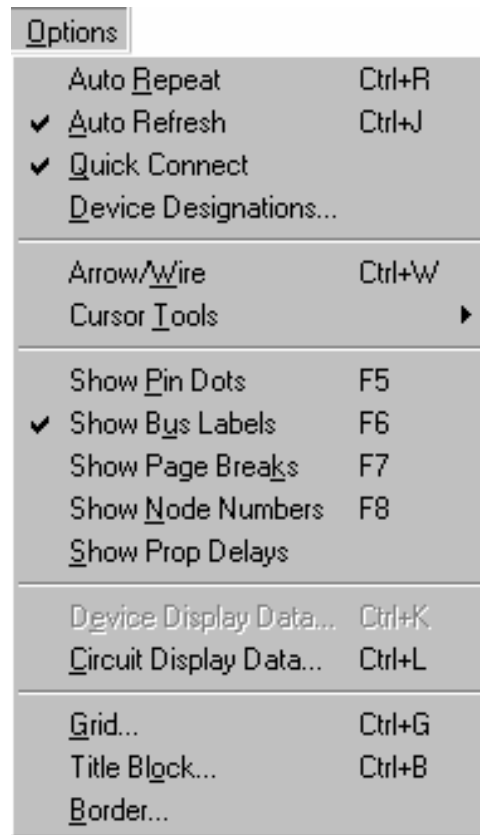 Options
Auto Repeat Ctrl+R
Auto Refresh Ctrl+J
Quick Connect
Device Designations...
Arrow/Wire Ctrl+W
Cursor Tools
Show Pin Dots F5
Show Bus Labels F6
Show Page Breaks F7
Show Node Numbers F8
Show Prop Delays
Device Display Data... Ctrl+K
Circuit Display Data... Ctrl+L
Grid... Ctrl+G
Title Block... Ctrl+B
Border...